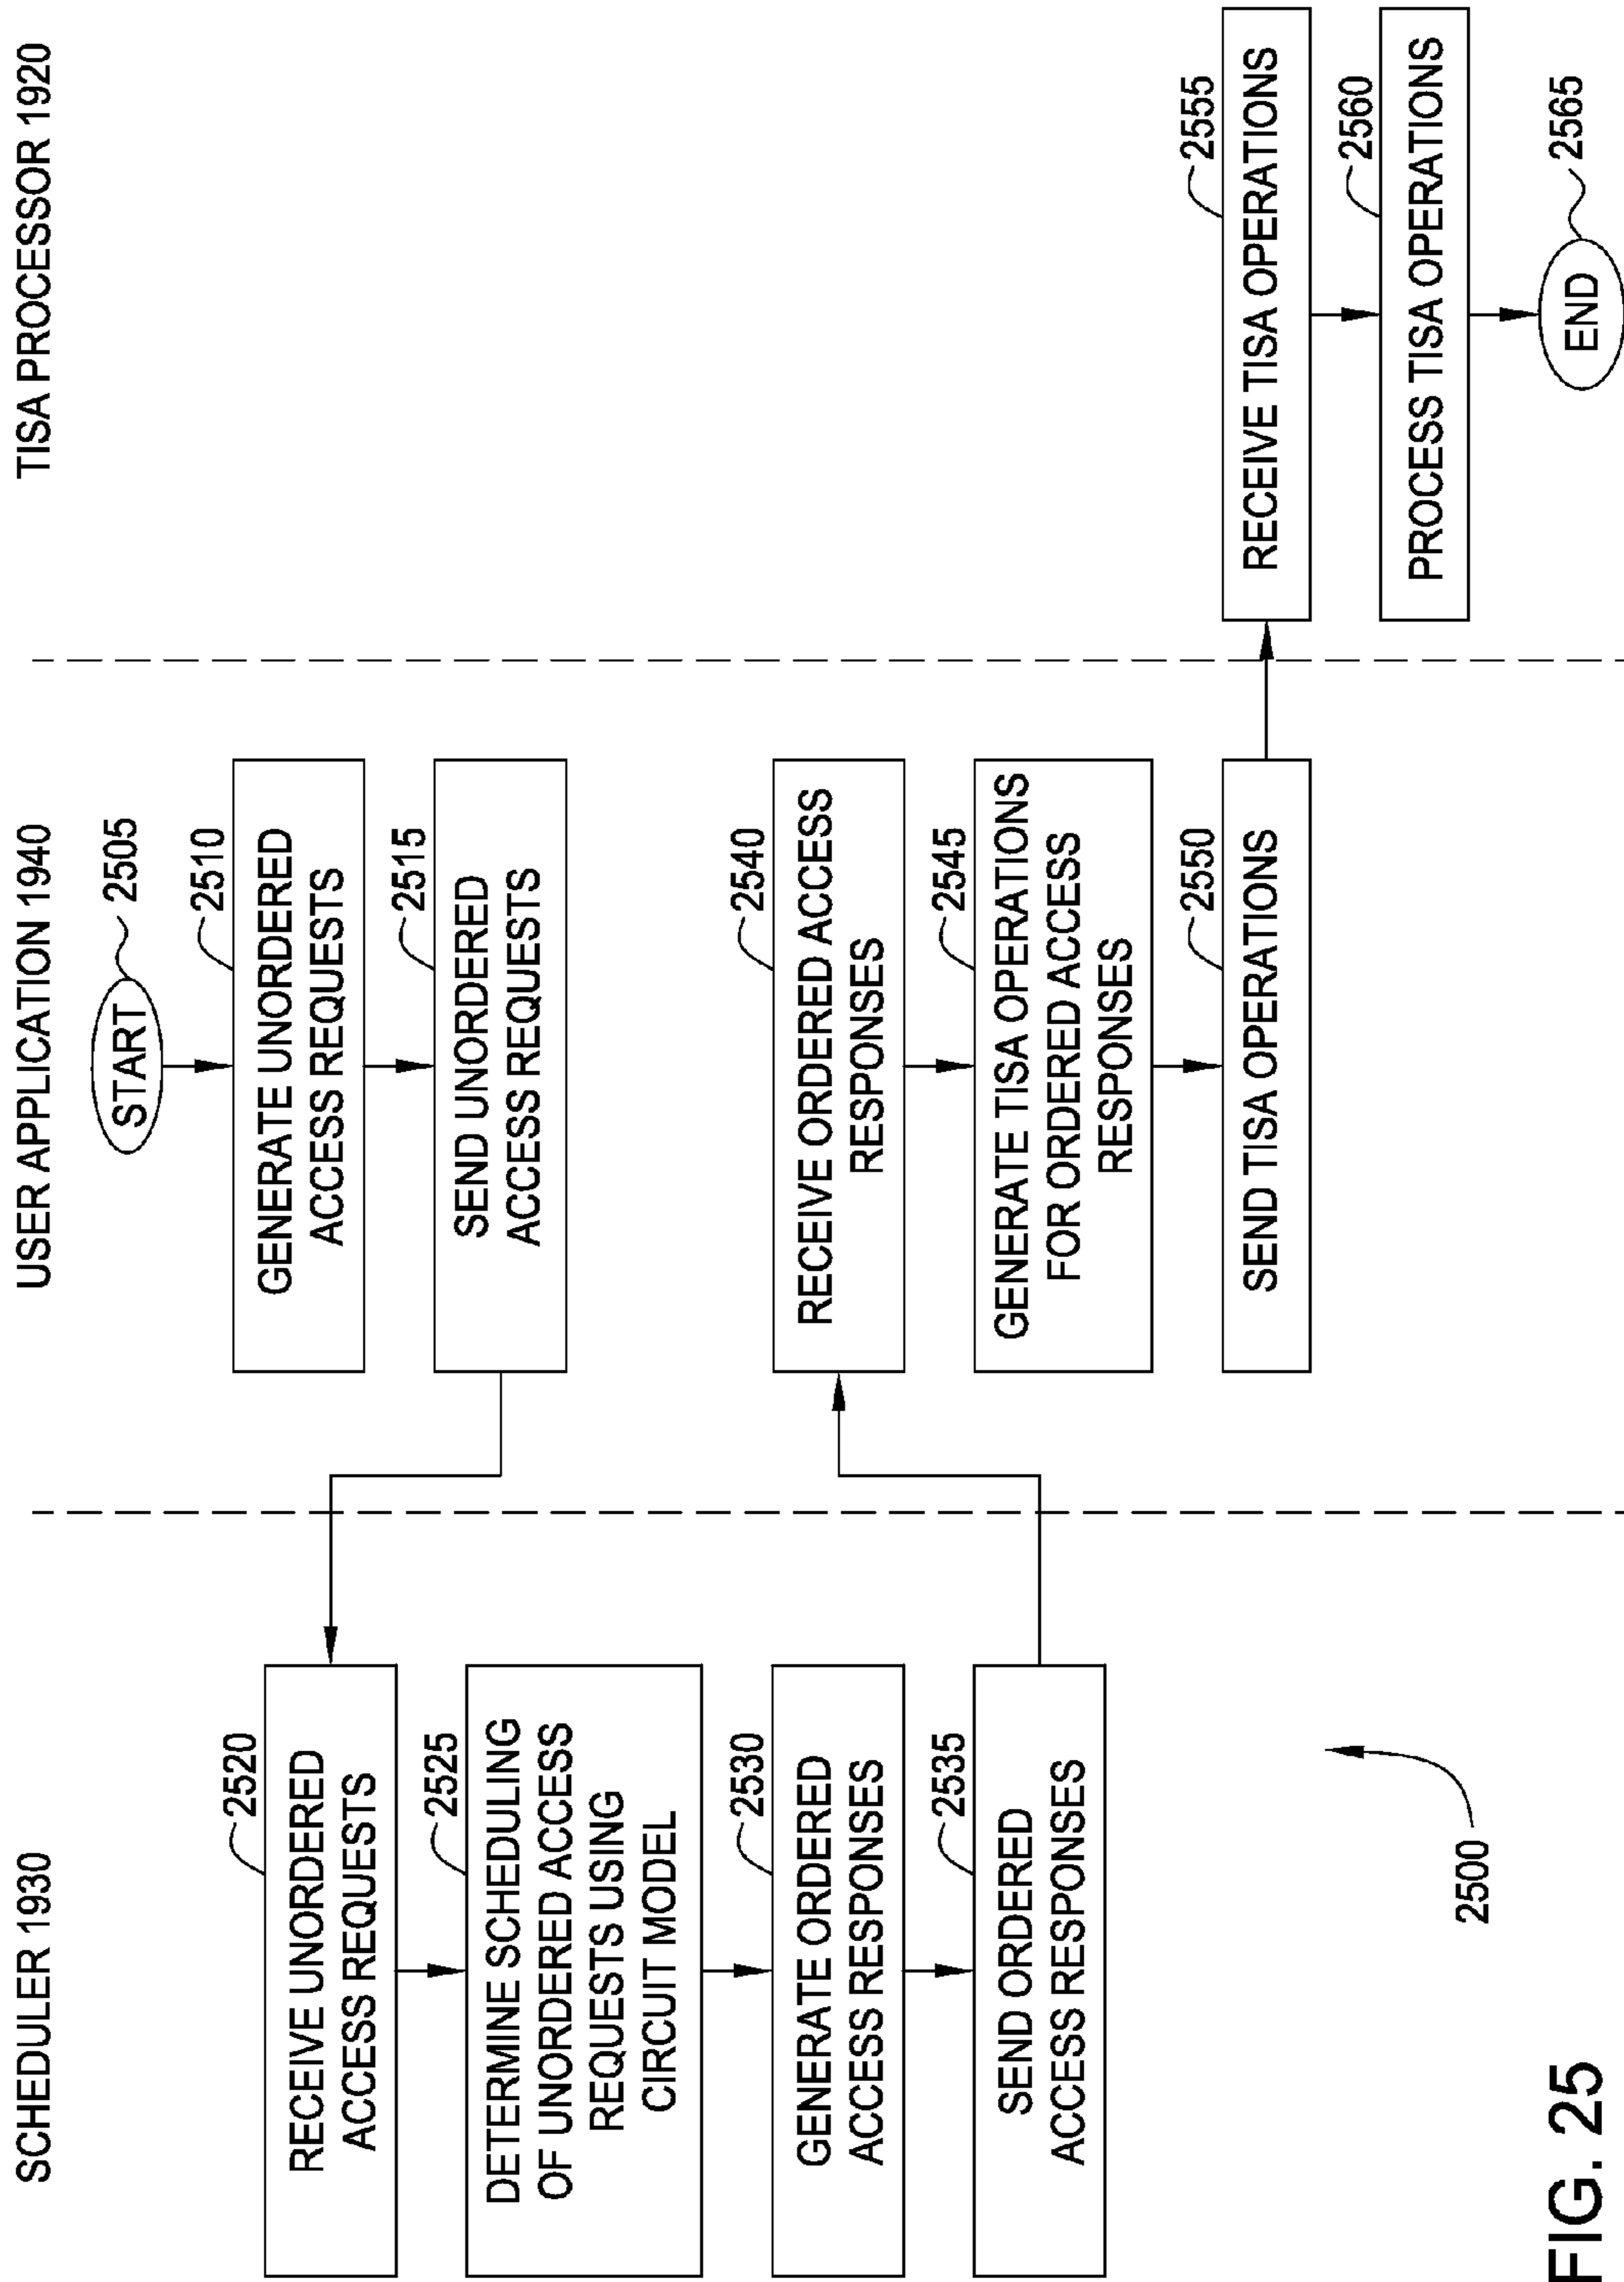 SCHEDULER 1930
USER APPLICATION 1940
TISA PROCESSOR 1920
START
2505
2510
GENERATE UNORDERED
ACCESS REQUESTS
2515
SEND UNORDERED
ACCESS REQUESTS
2520
RECEIVE UNORDERED
ACCESS REQUESTS
2525
DETERMINE SCHEDULING
OF UNORDERED ACCESS
REQUESTS USING
CIRCUIT MODEL
2530
GENERATE ORDERED
ACCESS RESPONSES
2535
SEND ORDERED
ACCESS RESPONSES
2540
RECEIVE ORDERED ACCESS
RESPONSES
2545
GENERATE TISA OPERATIONS
FOR ORDERED ACCESS
RESPONSES
2550
SEND TISA OPERATIONS
2555
RECEIVE TISA OPERATIONS
2560
PROCESS TISA OPERATIONS
END
2565
2500
FIG. 25